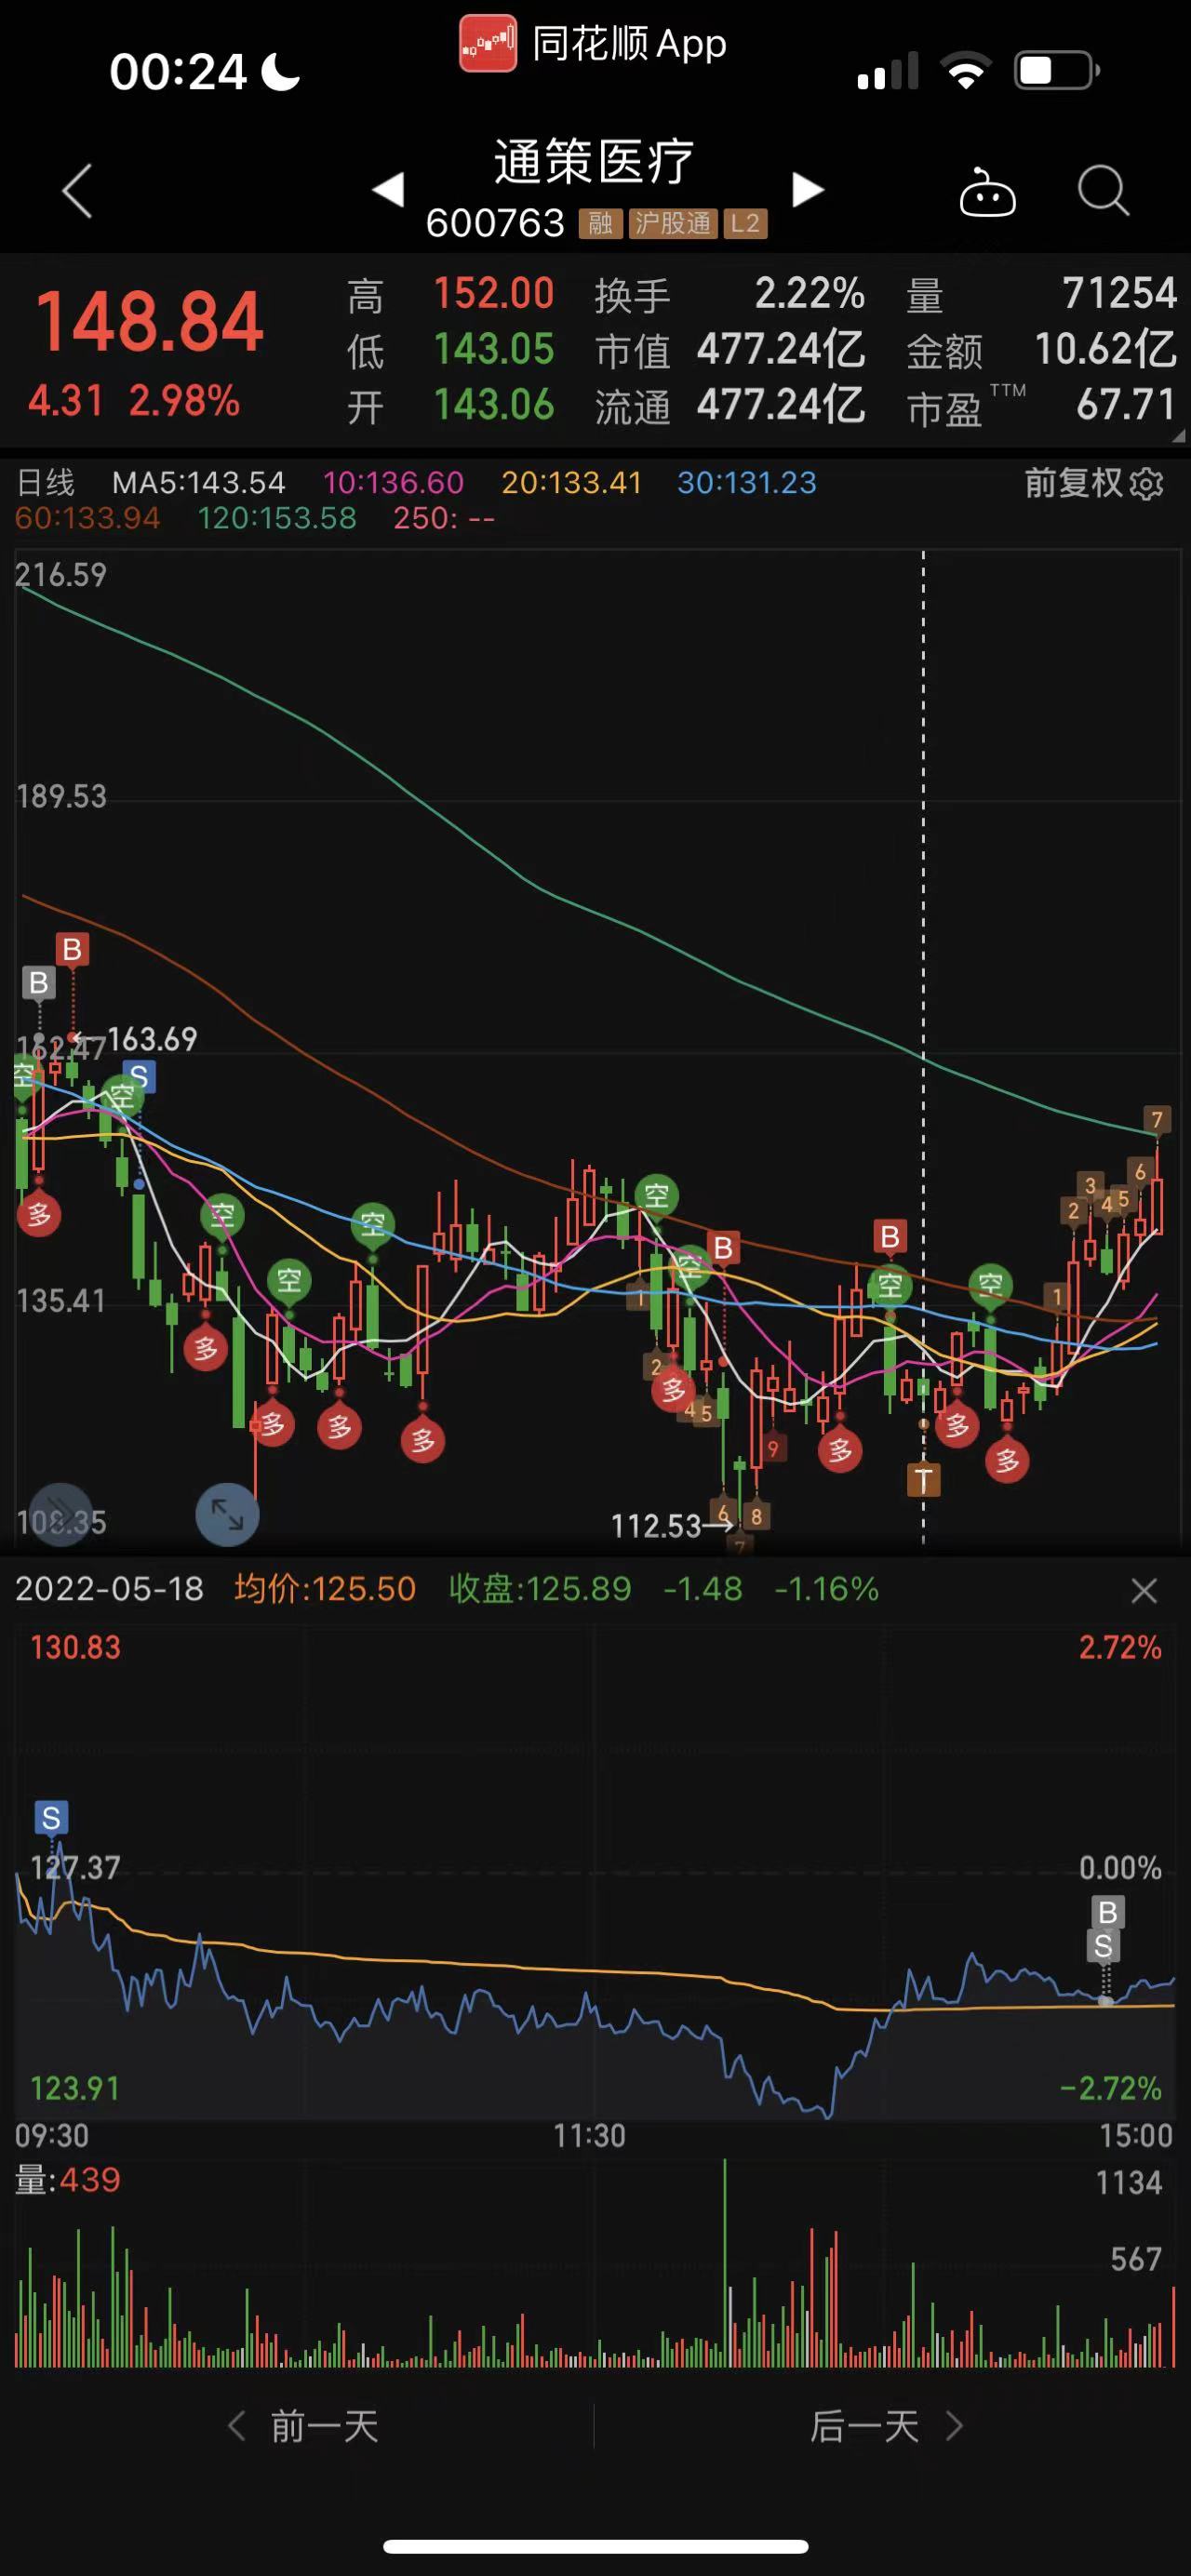 00:24 同花顺App
通策医疗
600763 融 沪股通 L2
148.84 高 152.00 换手 2.22% 量 71254
低 143.05 市值 477.24亿 金额 10.62亿
4.31 2.98% 开 143.06 流通 477.24亿 市盈TTM 67.71
日线 MA5:143.54 10:136.60 20:133.41 30:131.23 前复权
60:133.94 120:153.58 250: --
216.59
189.53
B
B
163.69
162.47
空 空 S
7
6
3
2 4 5
多 空 空 空 B B
空 空 空 空
135.41 1 1
多 2
多 4 5
多 多 多 9 多 多 多
T
108.35 112.53 6 8
7
2022-05-18 均价:125.50 收盘:125.89 -1.48 -1.16%
130.83 2.72%
S
127.37 0.00%
B
S
123.91 -2.72%
09:30 11:30 15:00
量:439 1134
567
前一天 后一天